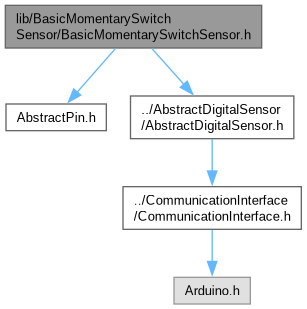 lib/BasicMomentarySwitch
Sensor/BasicMomentarySwitchSensor.h
AbstractPin.h
../AbstractDigitalSensor
/AbstractDigitalSensor.h
../CommunicationInterface
/CommunicationInterface.h
Arduino.h